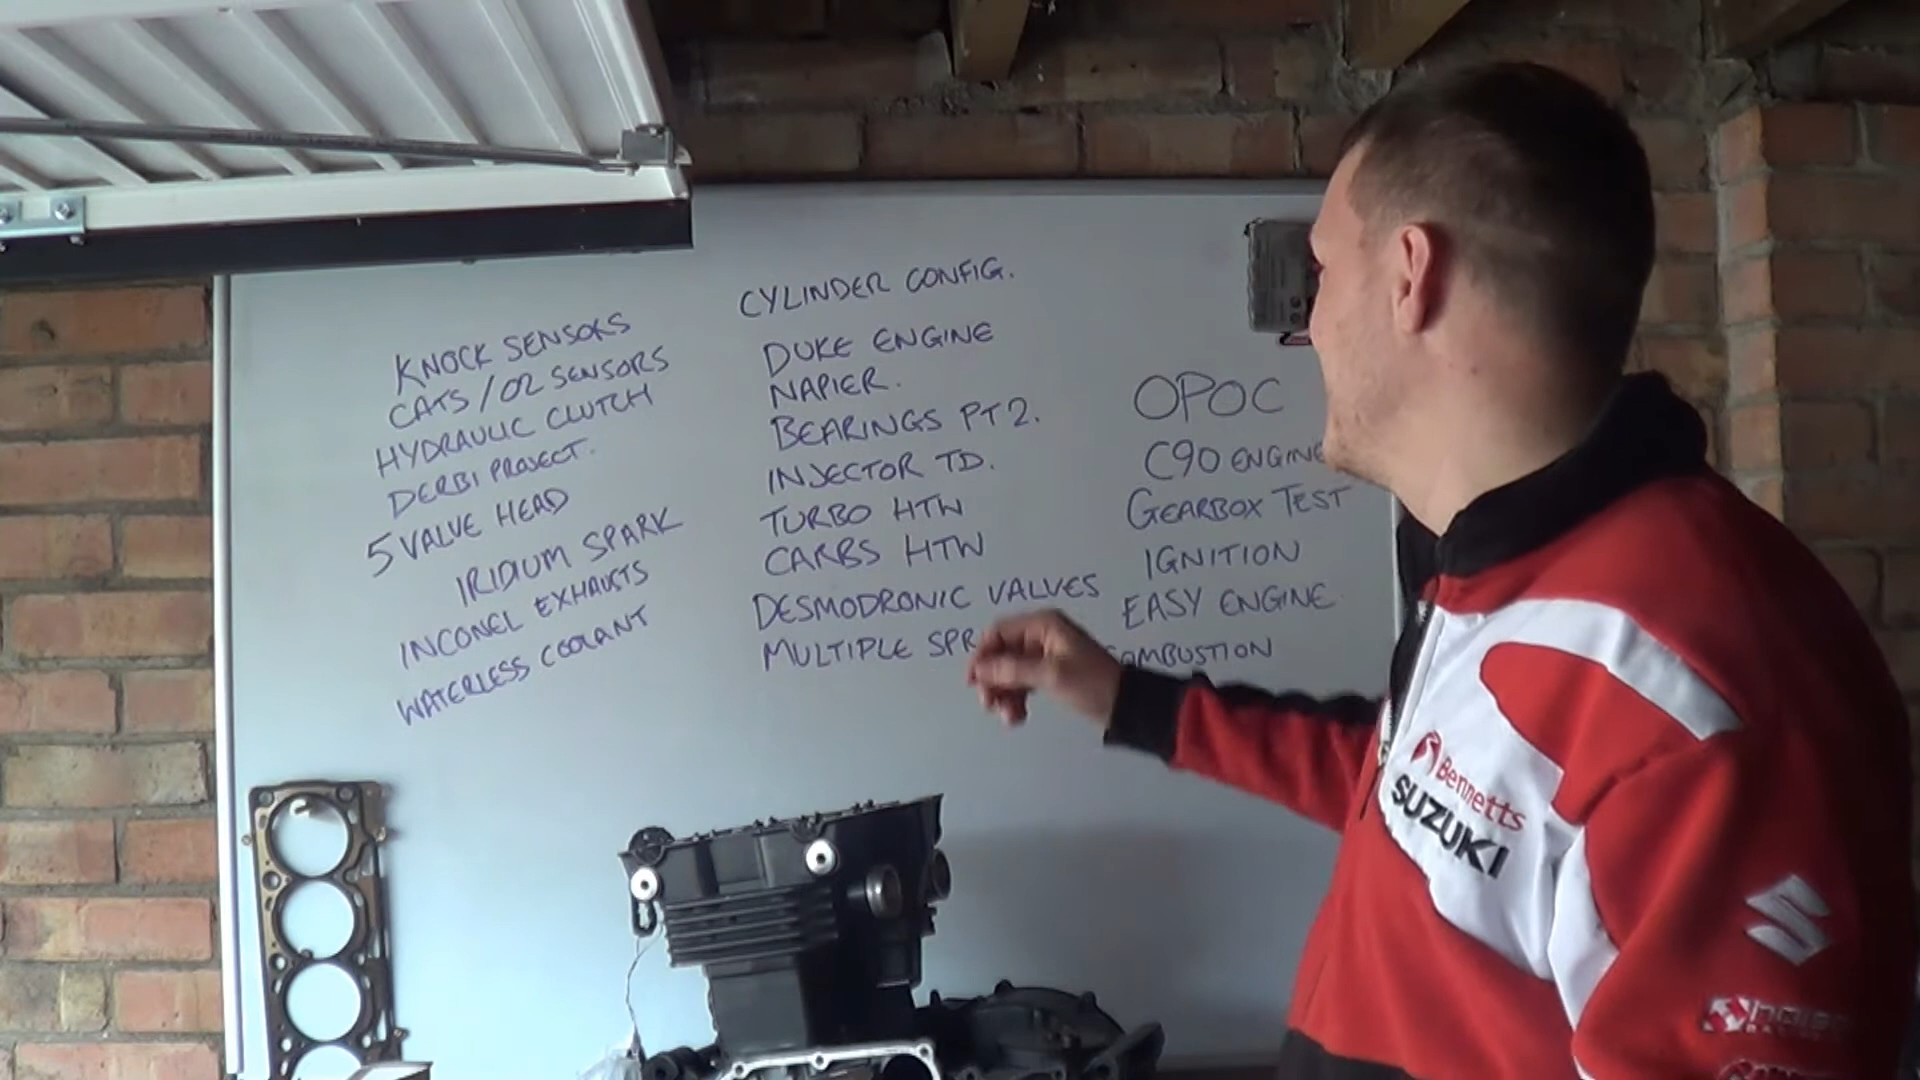 KNOCK SENSORS
CATS / O2 SENSORS
HYDRAULIC CLUTCH
DERBI PROJECT.
5 VALVE HEAD
IRIDIUM SPARK
INCONEL EXHAUSTS
WATERLESS COOLANT
CYLINDER CONFIG.
DUKE ENGINE
NAPIER.
BEARINGS PT2.
INJECTOR TD.
TURBO HTW
CARBS HTW
DESMODRONIC VALVES
MULTIPLE SPR
OPOC
C90 ENGINE
GEARBOX TEST
IGNITION
EASY ENGINE
COMBUSTION
Bennetts
SUZUKI